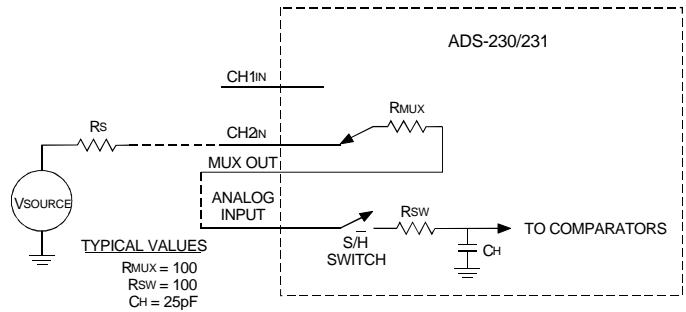 ADS-230/231
CH1IN
RMUX
RS
CH2IN
MUX OUT
ANALOG
INPUT
RSW
VSOURCE
TO COMPARATORS
S/H̅
SWITCH
CH
TYPICAL VALUES
RMUX = 100
RSW = 100
CH = 25pF